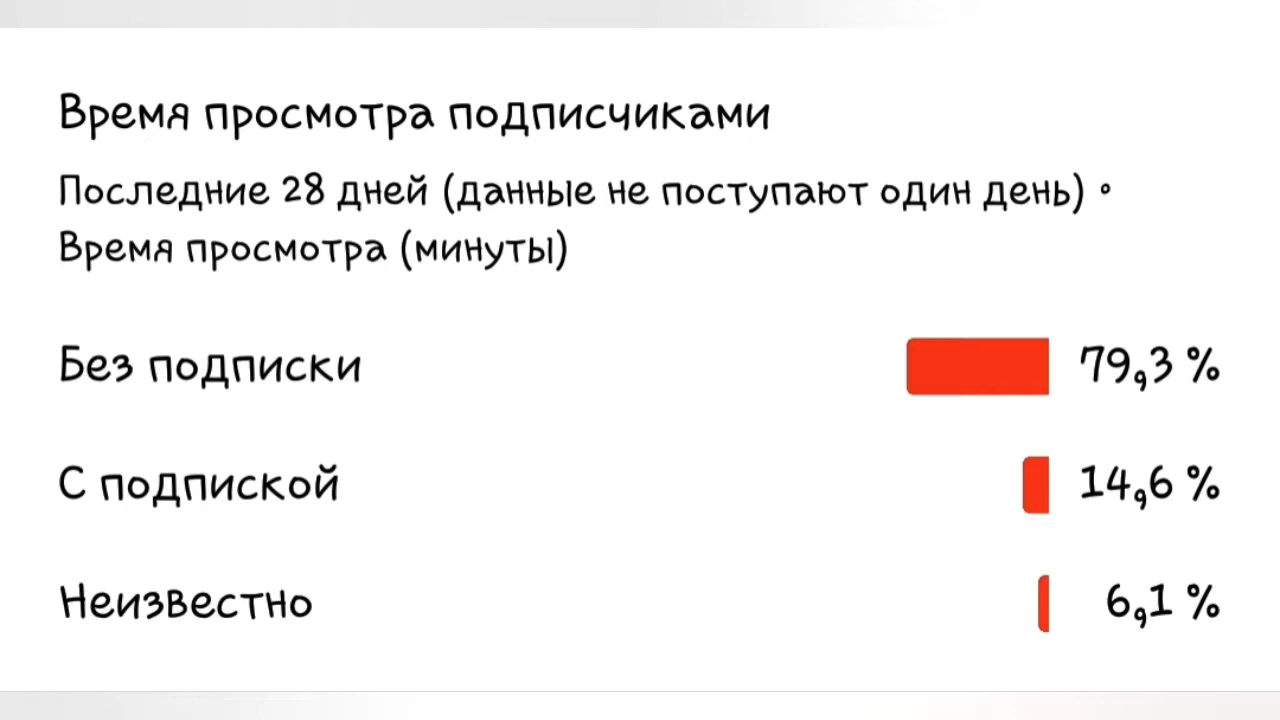 Время просмотра подписчиками
Последние 28 дней (данные не поступают один день) •
Время просмотра (минуты)
Без подписки 79,3 %
С подпиской 14,6 %
Неизвестно 6,1 %